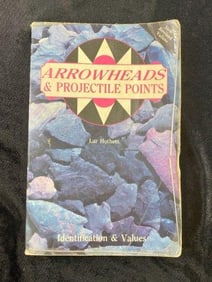 ARROWHEADS
& PROJECTILE POINTS
Lar Hothem
Identification & Values